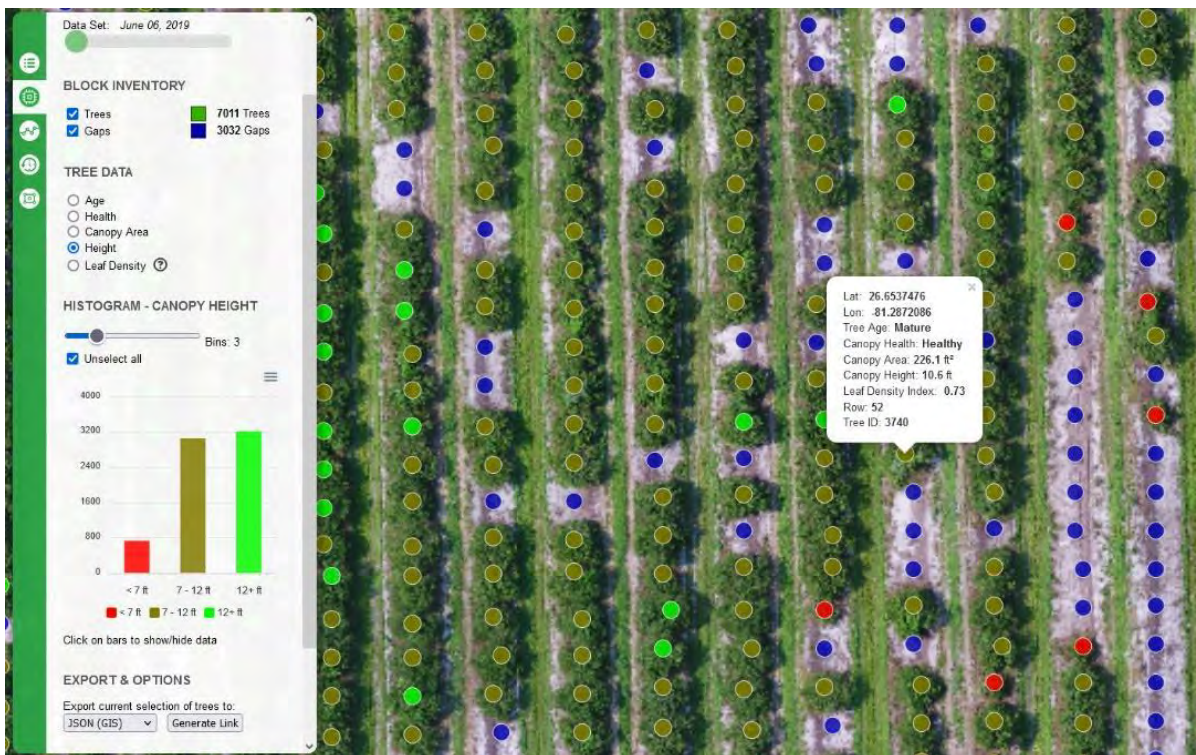 Data Set: June 06, 2019
BLOCK INVENTORY
Trees 7011 Trees
Gaps 3032 Gaps
TREE DATA
Age
Health
Canopy Area
Height
Leaf Density ?
HISTOGRAM - CANOPY HEIGHT
Bins: 3
Unselect all
4000
3200
2400
1600
800
0
< 7 ft 7 - 12 ft 12+ ft
< 7 ft 7 - 12 ft 12+ ft
Click on bars to show/hide data
EXPORT & OPTIONS
Export current selection of trees to:
JSON (GIS) Generate Link
×
Lat: 26.6537476
Lon: -81.2872086
Tree Age: Mature
Canopy Health: Healthy
Canopy Area: 226.1 ft²
Canopy Height: 10.6 ft
Leaf Density Index: 0.73
Row: 52
Tree ID: 3740